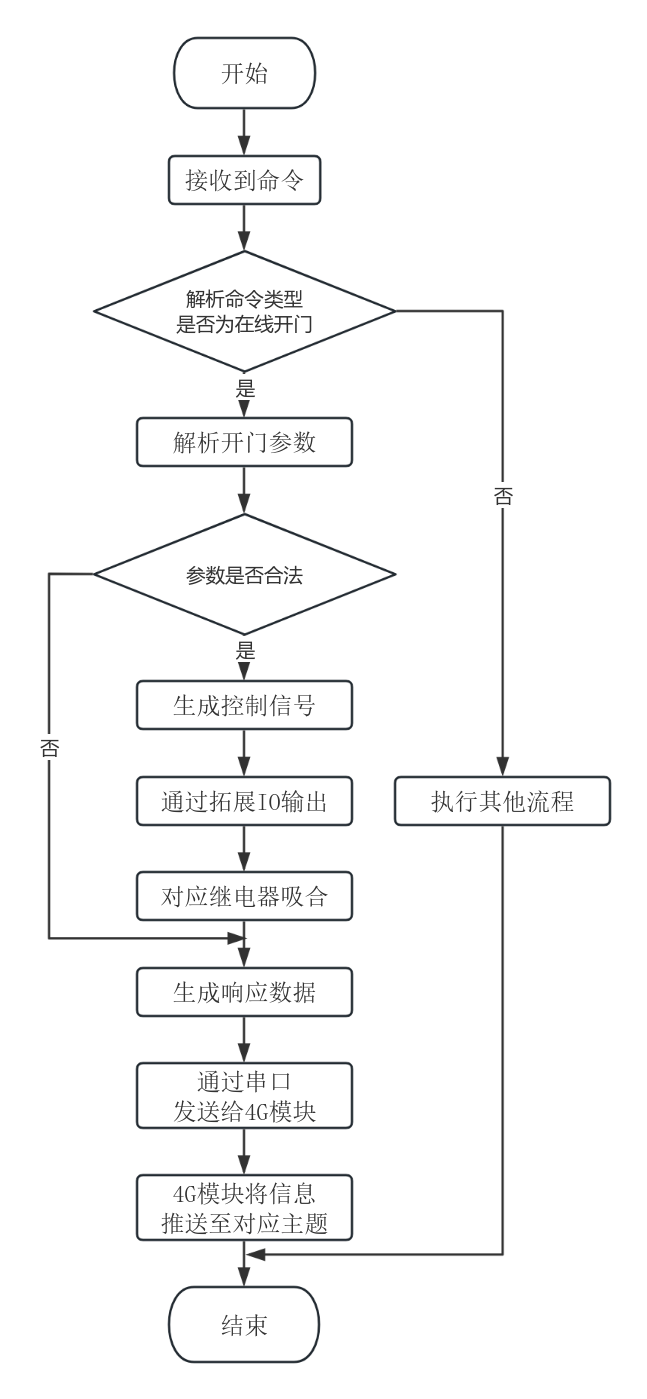 开始
接收到命令
解析命令类型
是否为在线开门
是
解析开门参数
否
参数是否合法
是
生成控制信号
否
通过拓展IO输出
执行其他流程
对应继电器吸合
生成响应数据
通过串口
发送给4G模块
4G模块将信息
推送至对应主题
结束